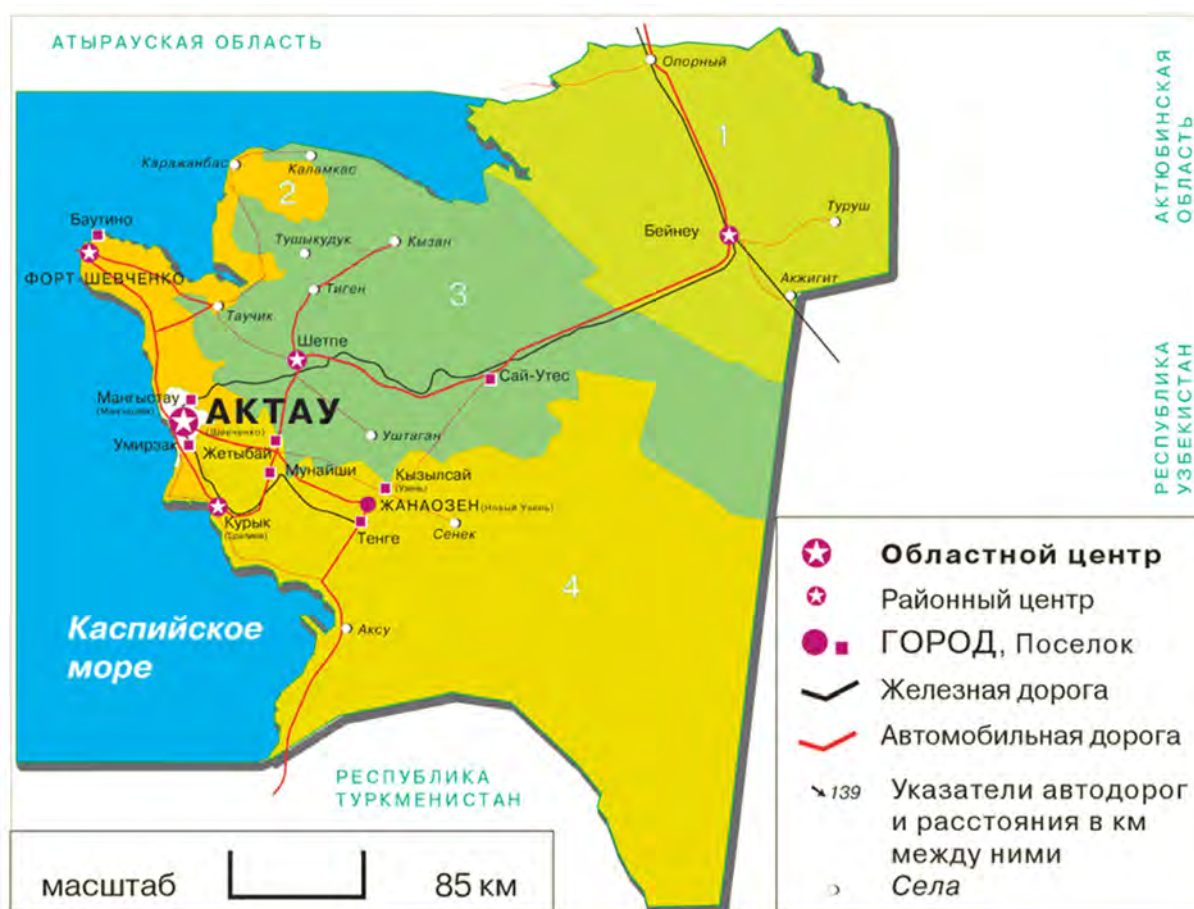 АТЫРАУСКАЯ ОБЛАСТЬ
АКТЮБИНСКАЯ
ОБЛАСТЬ
Опорный
1
Каражанбас
Каламкас
2
Баутино
Туруш
Бейнеу
Тушыкудук
Кызан
ФОРТ-ШЕВЧЕНКО
Тиген
3
Акжигит
Таучик
Шетпе
РЕСПУБЛИКА
УЗБЕКИСТАН
Сай-Утес
Мангыстау
(Мангышлак)
АКТАУ
(Шевченко)
Умирзак
Жетыбай
Уштаган
Мунайши
Кызылсай
(Узень)
ЖАНАОЗЕН (Новый Узень)
Курык
Тенге
Сенек
4
Аксу
Каспийское
море
РЕСПУБЛИКА
ТУРКМЕНИСТАН
Областной центр
Районный центр
ГОРОД, Поселок
Железная дорога
Автомобильная дорога
139 Указатели автодорог
и расстояния в км
между ними
Села
масштаб 85 км